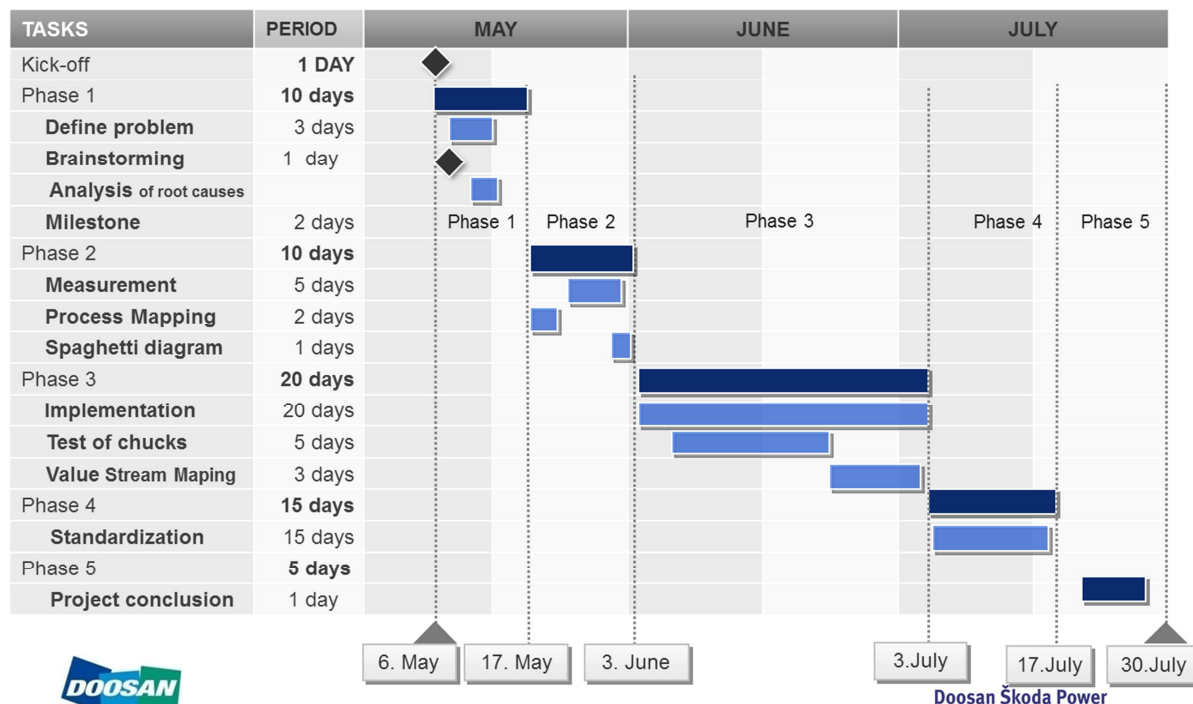 TASKS PERIOD MAY JUNE JULY
Kick-off 1 DAY
Phase 1 10 days
Define problem 3 days
Brainstorming 1 day
Analysis of root causes
Milestone 2 days Phase 1 Phase 2 Phase 3 Phase 4 Phase 5
Phase 2 10 days
Measurement 5 days
Process Mapping 2 days
Spaghetti diagram 1 days
Phase 3 20 days
Implementation 20 days
Test of chucks 5 days
Value Stream Maping 3 days
Phase 4 15 days
Standardization 15 days
Phase 5 5 days
Project conclusion 1 day
6. May 17. May 3. June 3.July 17.July 30.July
DOOSAN Doosan Škoda Power